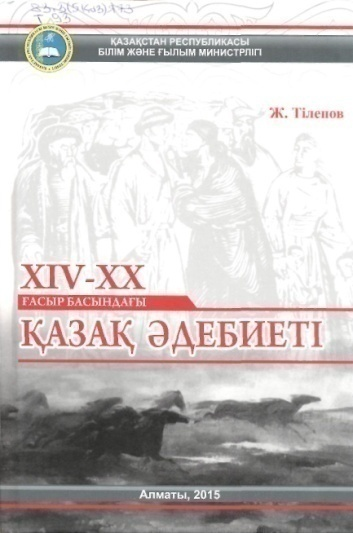 ҚАЗАҚСТАН РЕСПУБЛИКАСЫ
БІЛІМ ЖӘНЕ ҒЫЛЫМ МИНИСТРЛІГІ
Ж. Тілепов
XIV-XX
ҒАСЫР БАСЫНДАҒЫ
ҚАЗАҚ ӘДЕБИЕТІ
Алматы, 2015